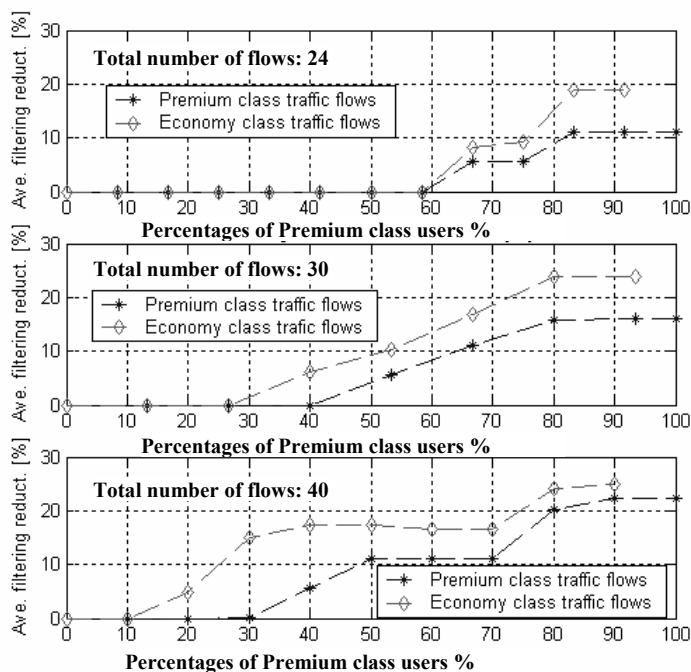 30
Total number of flows: 24
20
Premium class traffic flows
Economy class traffic flows
10
0
Ave. filtering reduct. [%]
0 10 20 30 40 50 60 70 80 90 100
Percentages of Premium class users %
30
Total number of flows: 30
20
Premium class traffic flows
Economy class trafic flows
10
0
Ave. filtering reduct. [%]
0 10 20 30 40 50 60 70 80 90 100
Percentages of Premium class users %
30
Total number of flows: 40
20
10
Premium class traffic flows
Economy class traffic flows
0
Ave. filtering reduct. [%]
0 10 20 30 40 50 60 70 80 90 100
Percentages of Premium class users %